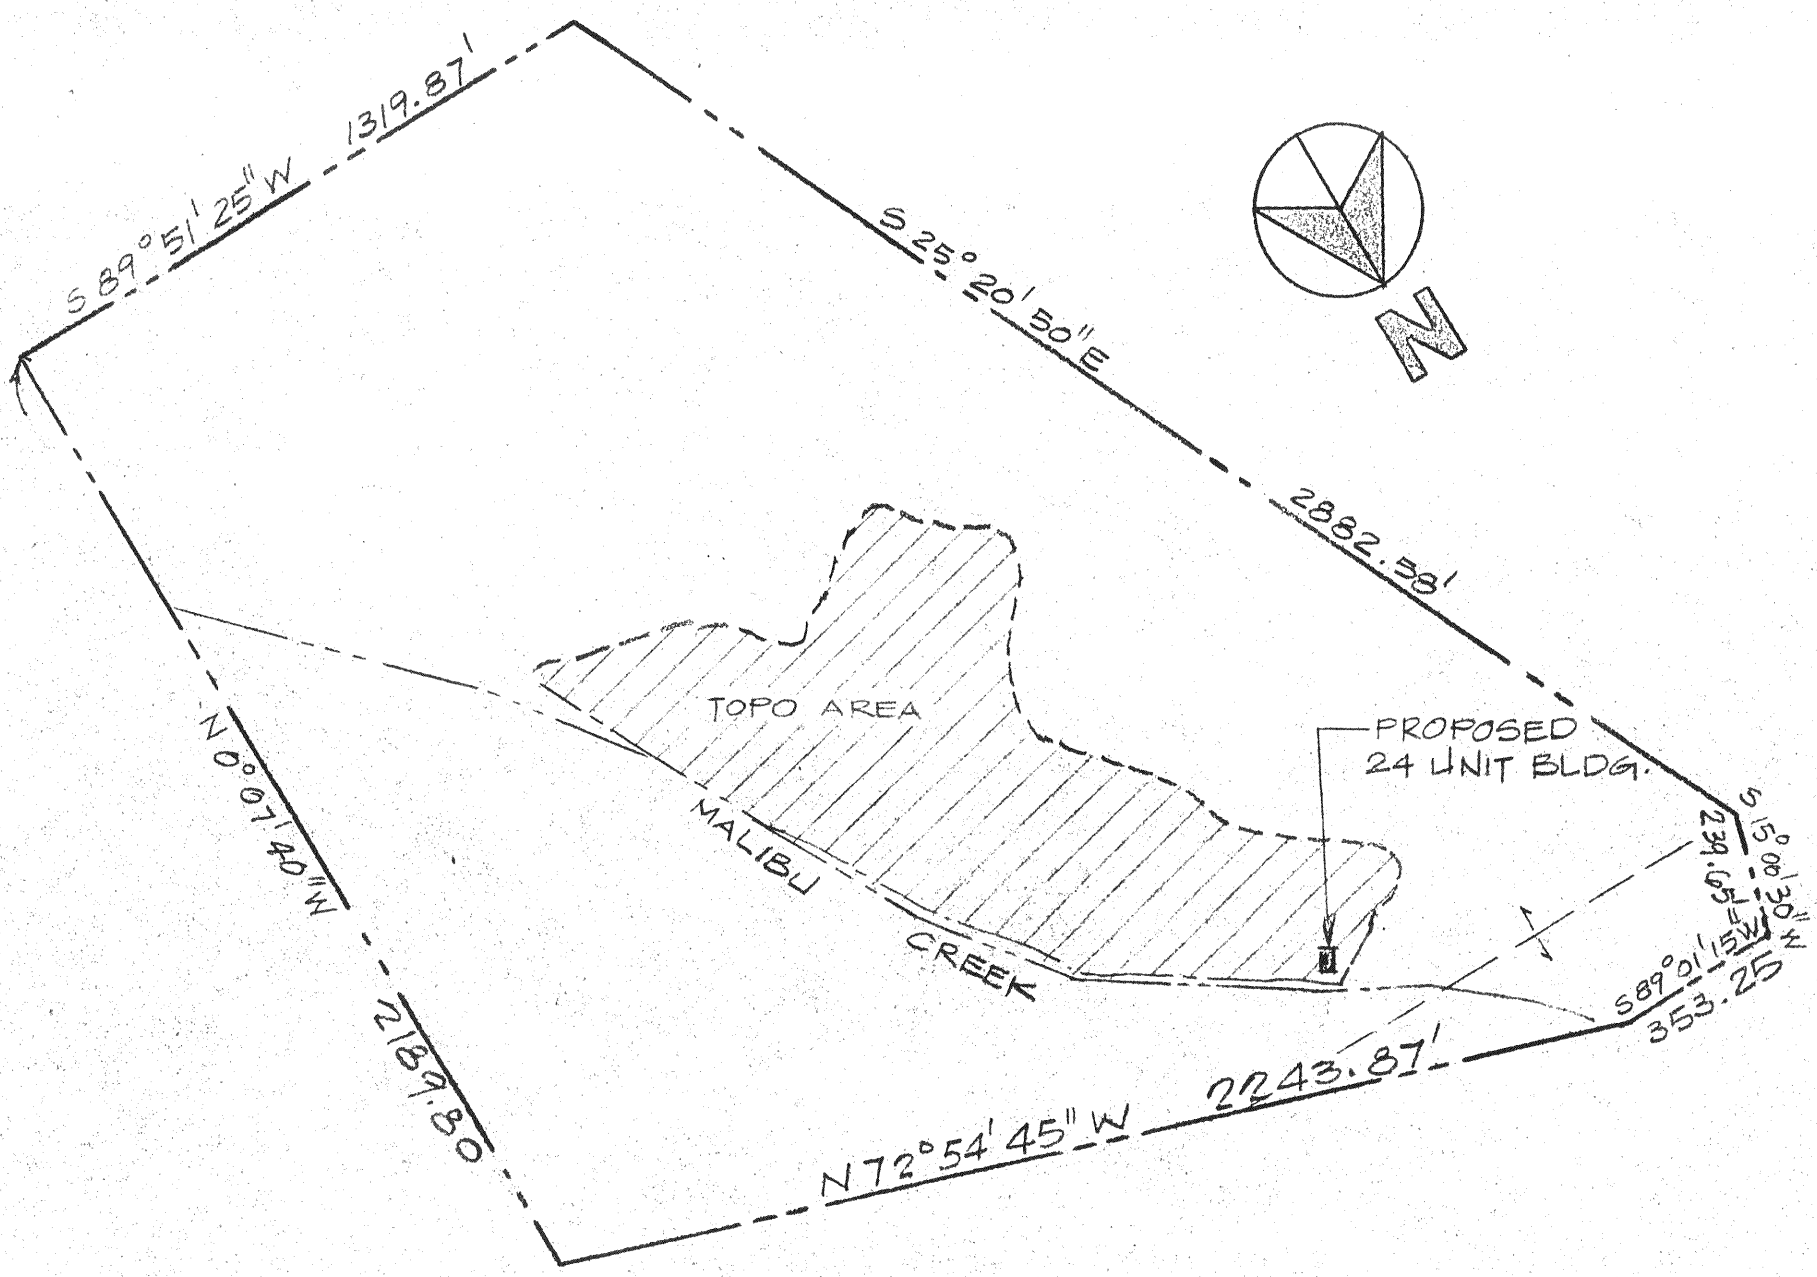 S 89° 51' 25" W 1319.87'
S 25° 20' 50" E 2882.58'
N
TOPO AREA
PROPOSED
24 UNIT BLDG.
MALIBU
CREEK
S 15° 00' 30" W
239.65'
S 89° 01' 15" W
353.25
N 0° 07' 40" W 2189.80
N 72° 54' 45" W 2243.87'